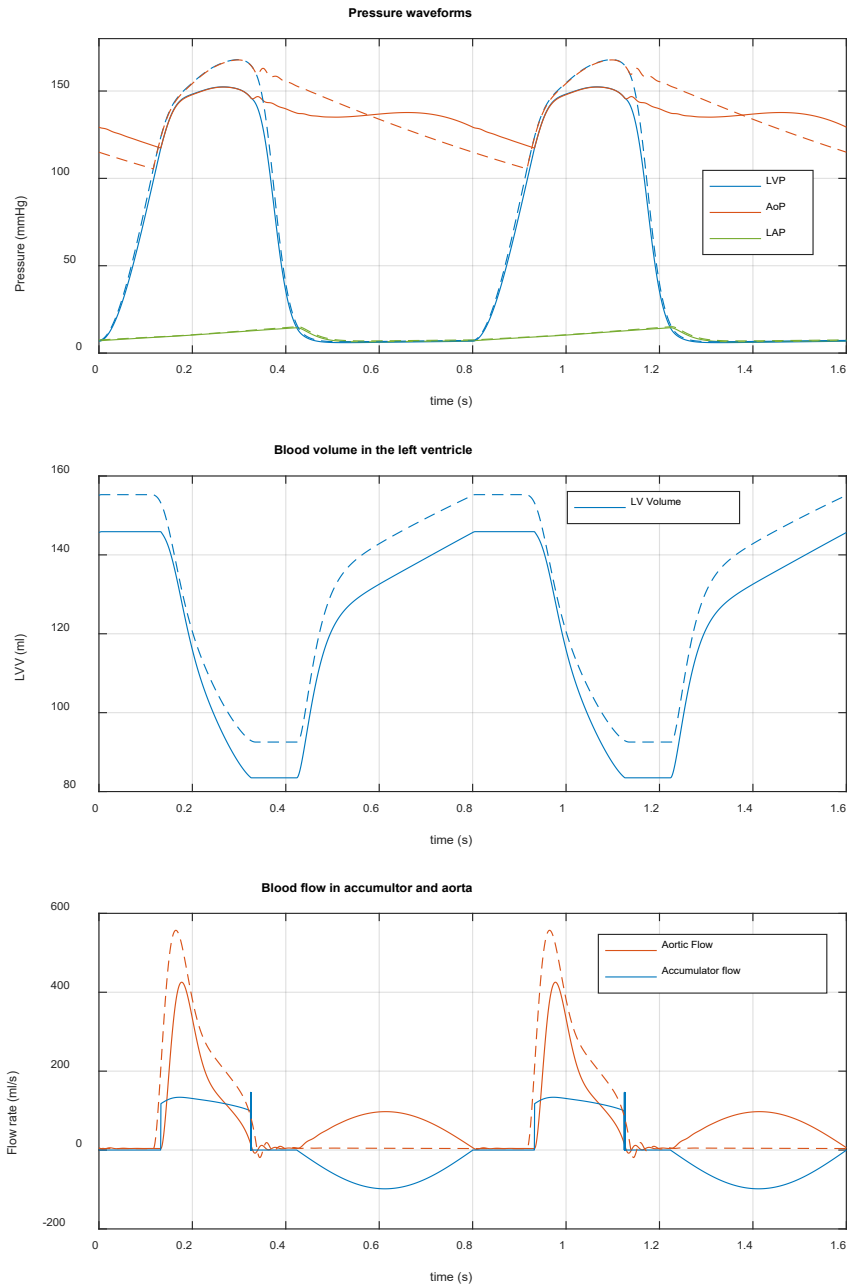 Pressure waveforms
150
100
50
0
Pressure (mmHg)
LVP
AoP
LAP
0 0.2 0.4 0.6 0.8 1 1.2 1.4 1.6
time (s)
Blood volume in the left ventricle
160
140
120
100
80
LVV (ml)
LV Volume
0 0.2 0.4 0.6 0.8 1 1.2 1.4 1.6
time (s)
Blood flow in accumultor and aorta
600
400
200
0
-200
Flow rate (ml/s)
Aortic Flow
Accumulator flow
0 0.2 0.4 0.6 0.8 1 1.2 1.4 1.6
time (s)